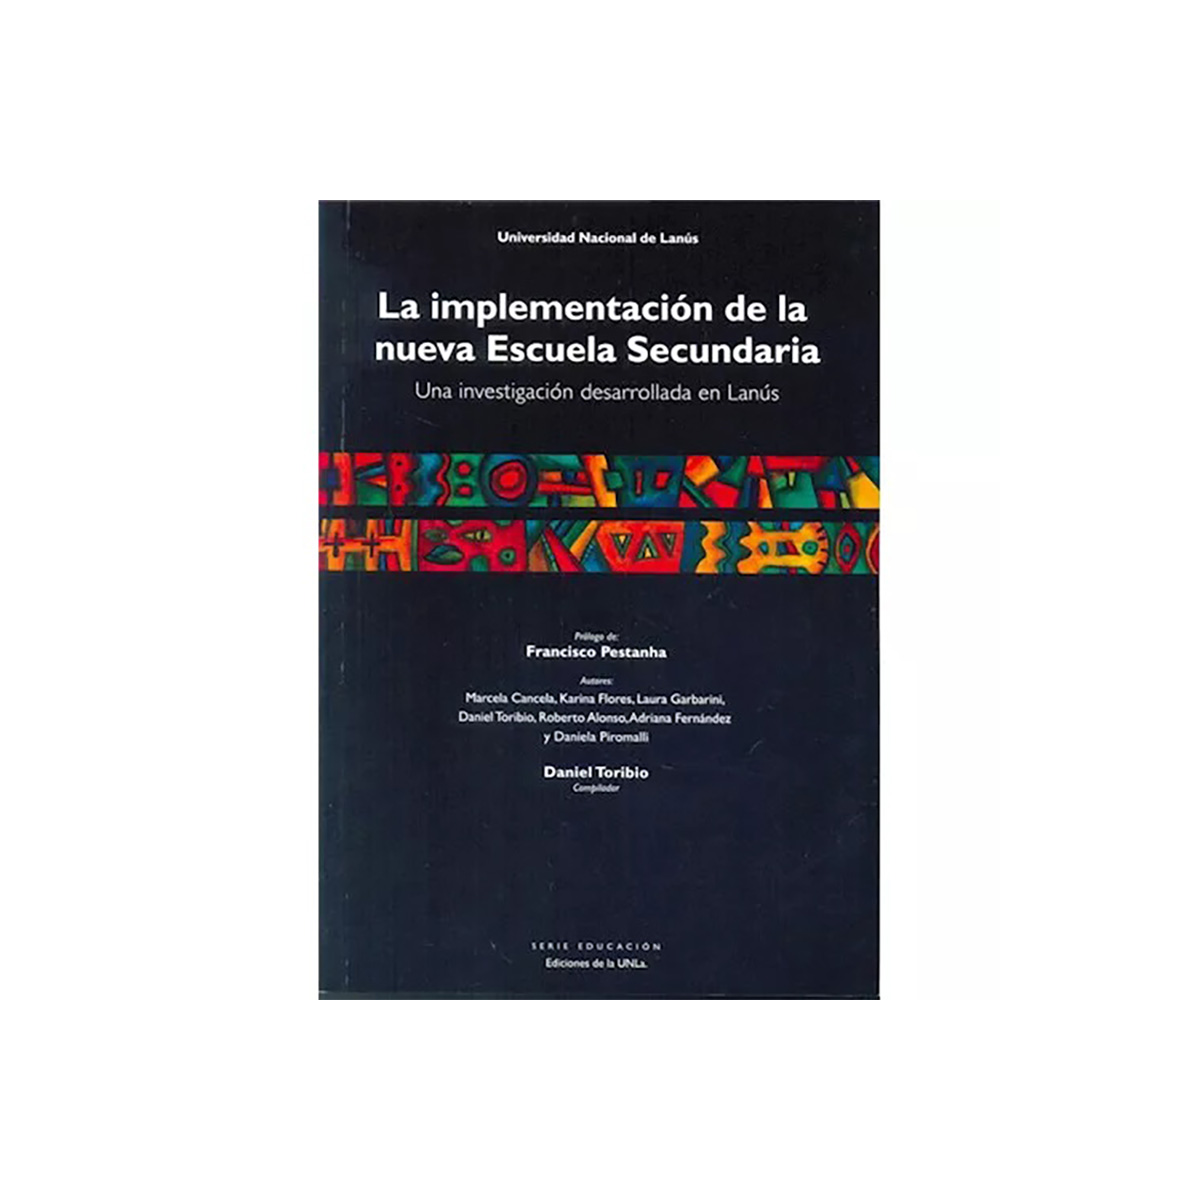 Universidad Nacional de Lanús
La implementación de la
nueva Escuela Secundaria
Una investigación desarrollada en Lanús
Prólogo de:
Francisco Pestanha
Autores:
Marcela Cancela, Karina Flores, Laura Garbarini,
Daniel Toribio, Roberto Alonso, Adriana Fernández
y Daniela Piromalli
Daniel Toribio
Compilador
SERIE EDUCACIÓN
Ediciones de la UNLa.